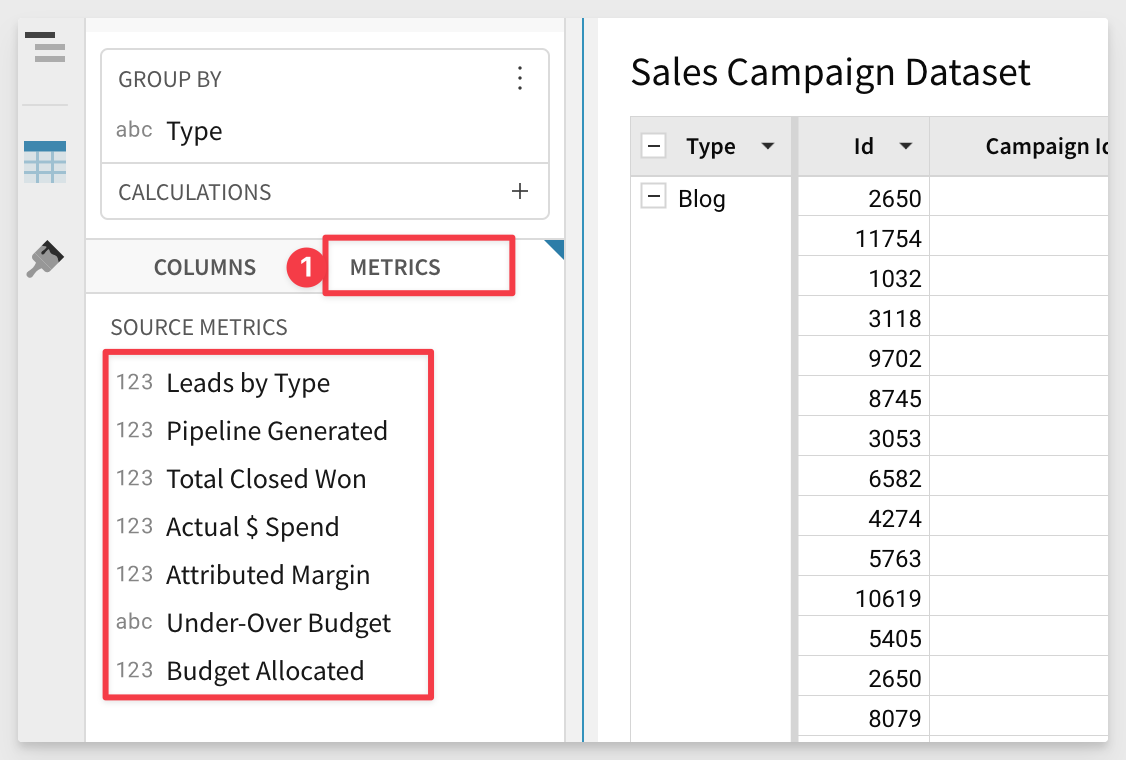 GROUP BY
abc Type
CALCULATIONS +
COLUMNS 1 METRICS
SOURCE METRICS
123 Leads by Type
123 Pipeline Generated
123 Total Closed Won
123 Actual $ Spend
123 Attributed Margin
abc Under-Over Budget
123 Budget Allocated
Sales Campaign Dataset
Type Id Campaign Id
Blog 2650
11754
1032
3118
9702
8745
3053
6582
4274
5763
10619
5405
2650
8079